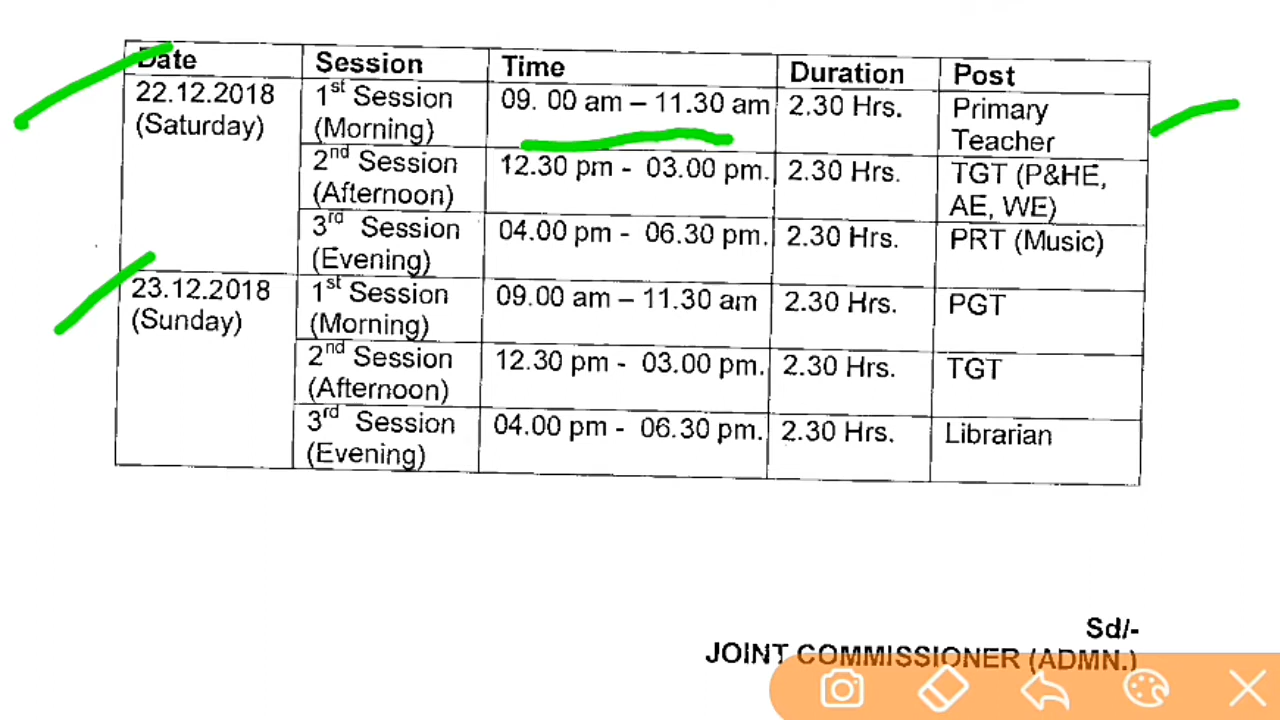 Date Session Time Duration Post
22.12.2018 1st Session 09. 00 am – 11.30 am 2.30 Hrs. Primary
(Saturday) (Morning) Teacher
2nd Session 12.30 pm - 03.00 pm. 2.30 Hrs. TGT (P&HE,
(Afternoon) AE, WE)
3rd Session 04.00 pm - 06.30 pm. 2.30 Hrs. PRT (Music)
(Evening)
23.12.2018 1st Session 09.00 am – 11.30 am 2.30 Hrs. PGT
(Sunday) (Morning)
2nd Session 12.30 pm - 03.00 pm. 2.30 Hrs. TGT
(Afternoon)
3rd Session 04.00 pm - 06.30 pm. 2.30 Hrs. Librarian
(Evening)
Sd/-
JOINT COMMISSIONER (ADMN.)